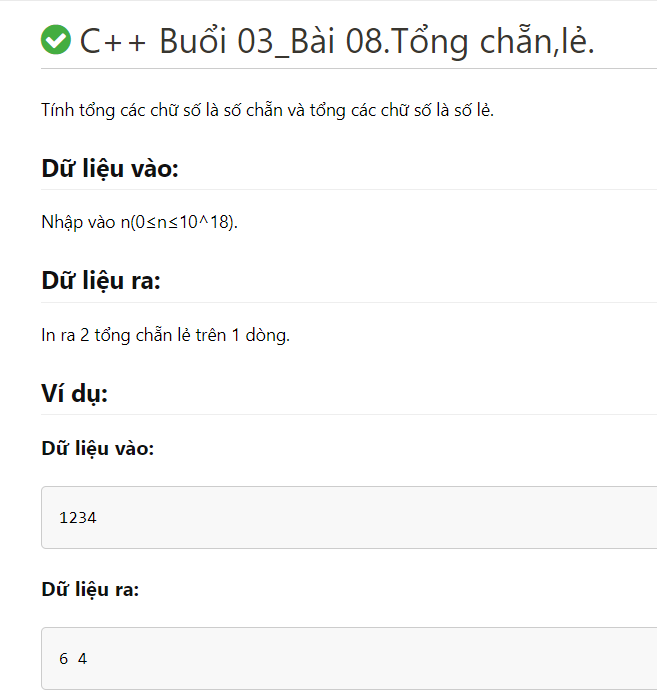 C++ Buổi 03_Bài 08.Tổng chẵn,lẻ.
Tính tổng các chữ số là số chẵn và tổng các chữ số là số lẻ.
Dữ liệu vào:
Nhập vào n(0≤n≤10^18).
Dữ liệu ra:
In ra 2 tổng chẵn lẻ trên 1 dòng.
Ví dụ:
Dữ liệu vào:
1234
Dữ liệu ra:
6 4